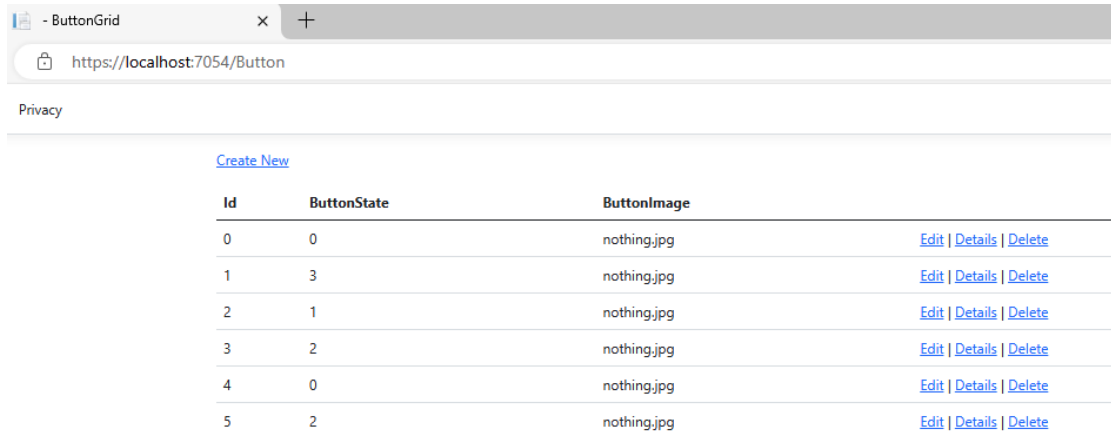 - ButtonGrid
https://localhost:7054/Button
Privacy
Create New
Id ButtonState ButtonImage
0 0 nothing.jpg Edit | Details | Delete
1 3 nothing.jpg Edit | Details | Delete
2 1 nothing.jpg Edit | Details | Delete
3 2 nothing.jpg Edit | Details | Delete
4 0 nothing.jpg Edit | Details | Delete
5 2 nothing.jpg Edit | Details | Delete